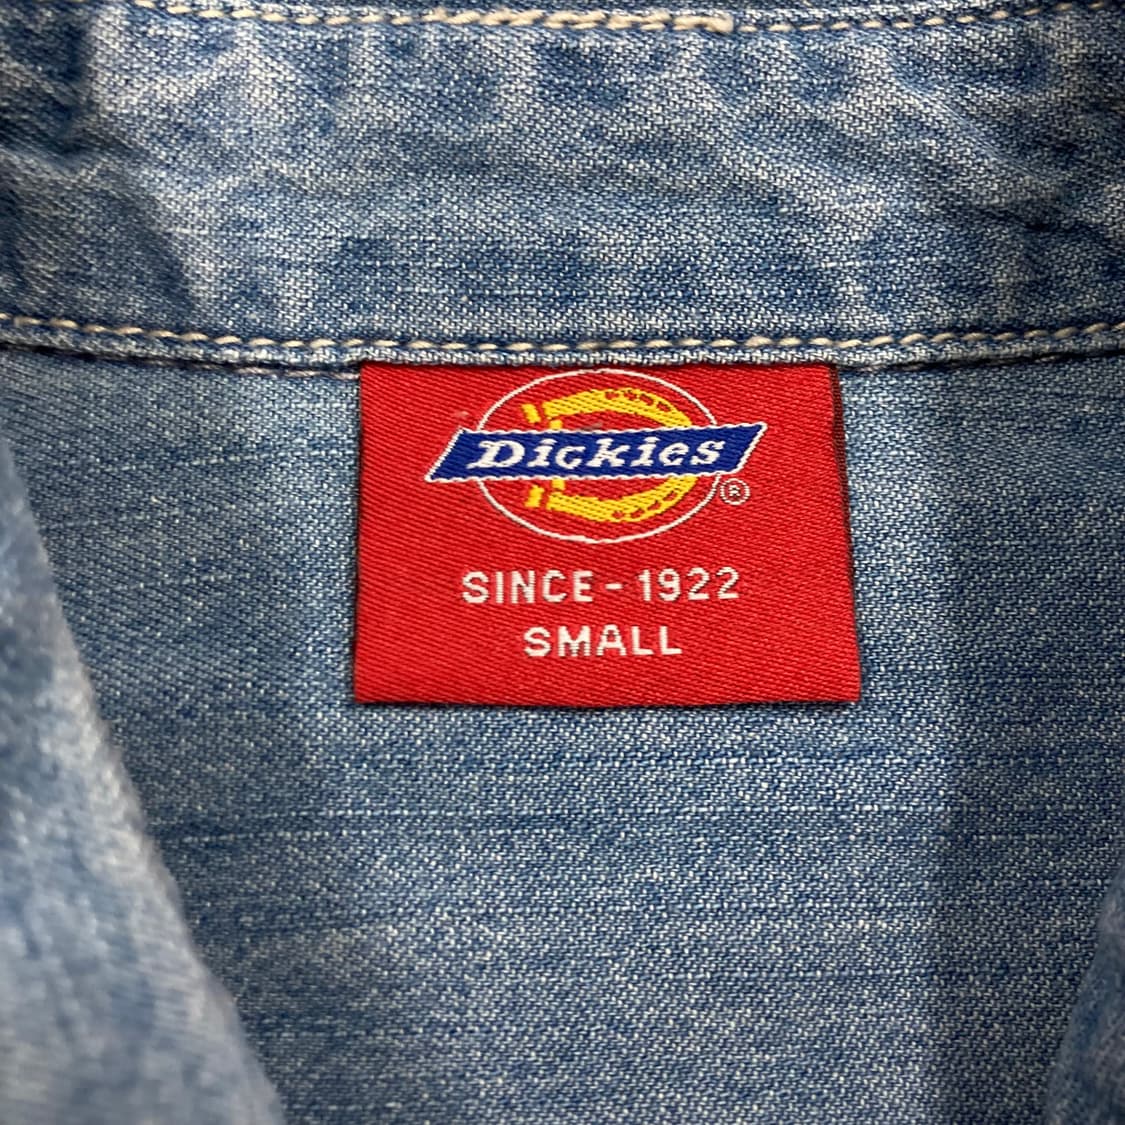 Dickies
®
SINCE - 1922
SMALL